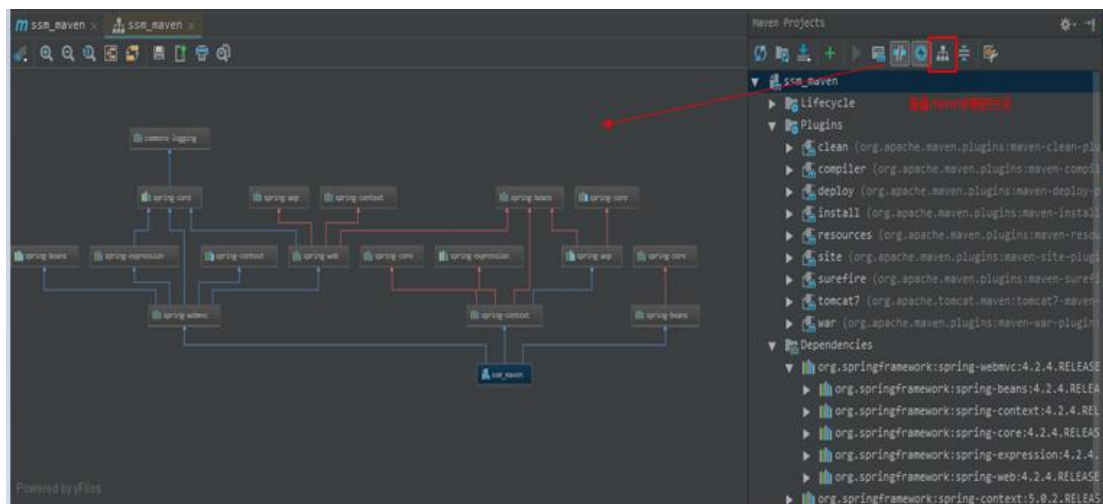 ssm_maven
ssm_maven
commons-logging
spring-core
spring-aop
spring-context
spring-beans
spring-core
spring-beans
spring-expression
spring-context
spring-web
spring-core
spring-expression
spring-aop
spring-core
spring-webmvc
spring-context
spring-beans
ssm_maven
Powered by yFiles
Maven Projects
ssm_maven
Lifecycle
Plugins
clean (org.apache.maven.plugins:maven-clean-plu
compiler (org.apache.maven.plugins:maven-compil
deploy (org.apache.maven.plugins:maven-deploy-p
install (org.apache.maven.plugins:maven-install
resources (org.apache.maven.plugins:maven-resou
site (org.apache.maven.plugins:maven-site-plugi
surefire (org.apache.maven.plugins:maven-surefi
tomcat7 (org.apache.tomcat.maven:tomcat7-maven-
war (org.apache.maven.plugins:maven-war-plugin:
Dependencies
org.springframework:spring-webmvc:4.2.4.RELEASE
org.springframework:spring-beans:4.2.4.RELEA
org.springframework:spring-context:4.2.4.REL
org.springframework:spring-core:4.2.4.RELEAS
org.springframework:spring-expression:4.2.4.
org.springframework:spring-web:4.2.4.RELEASE
org.springframework:spring-context:5.0.2.RELEASE